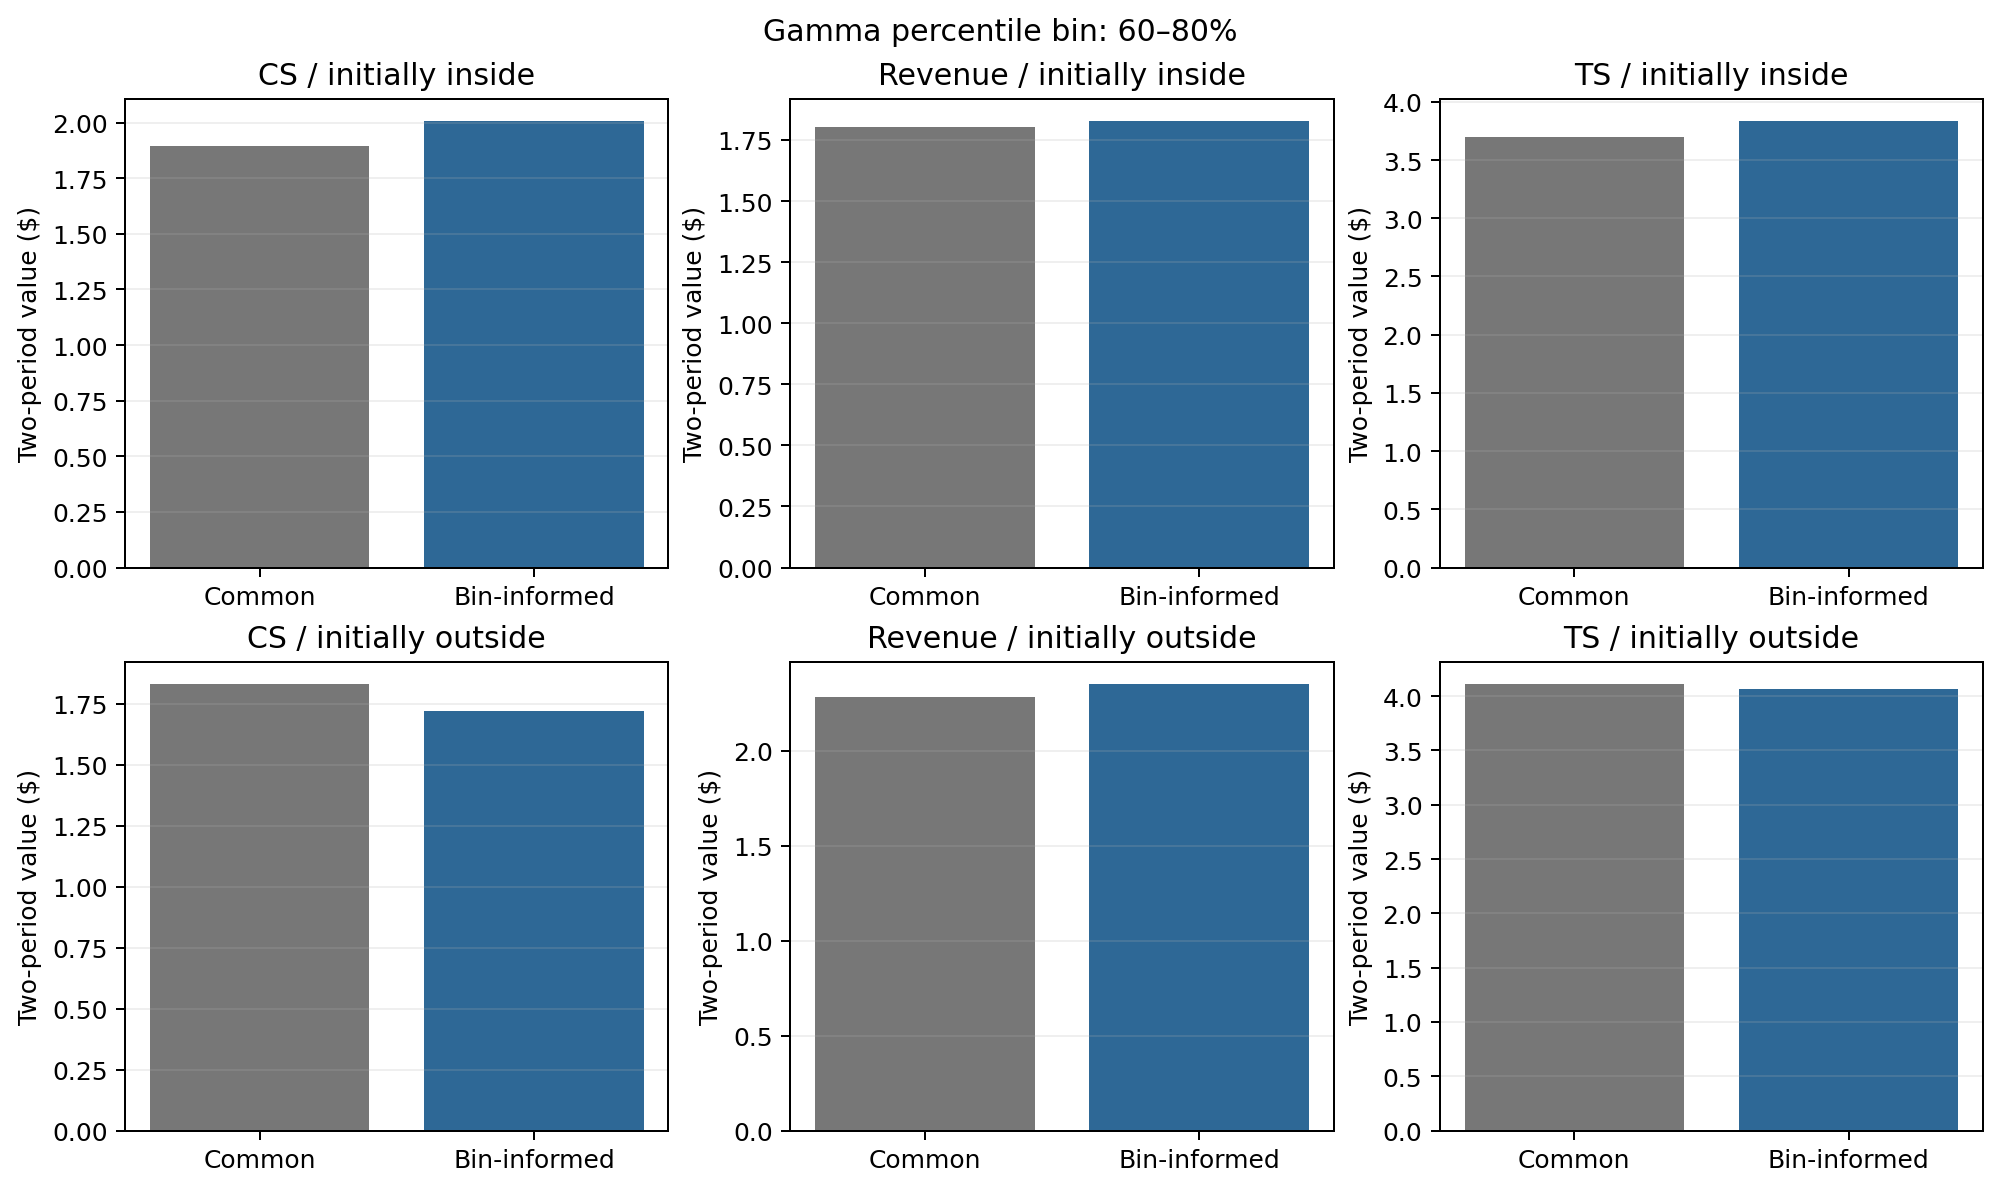 Gamma percentile bin: 60–80%
CS / initially inside
Two-period value ($)
2.00
1.75
1.50
1.25
1.00
0.75
0.50
0.25
0.00
Common
Bin-informed
Revenue / initially inside
Two-period value ($)
1.75
1.50
1.25
1.00
0.75
0.50
0.25
0.00
Common
Bin-informed
TS / initially inside
Two-period value ($)
4.0
3.5
3.0
2.5
2.0
1.5
1.0
0.5
0.0
Common
Bin-informed
CS / initially outside
Two-period value ($)
1.75
1.50
1.25
1.00
0.75
0.50
0.25
0.00
Common
Bin-informed
Revenue / initially outside
Two-period value ($)
2.0
1.5
1.0
0.5
0.0
Common
Bin-informed
TS / initially outside
Two-period value ($)
4.0
3.5
3.0
2.5
2.0
1.5
1.0
0.5
0.0
Common
Bin-informed